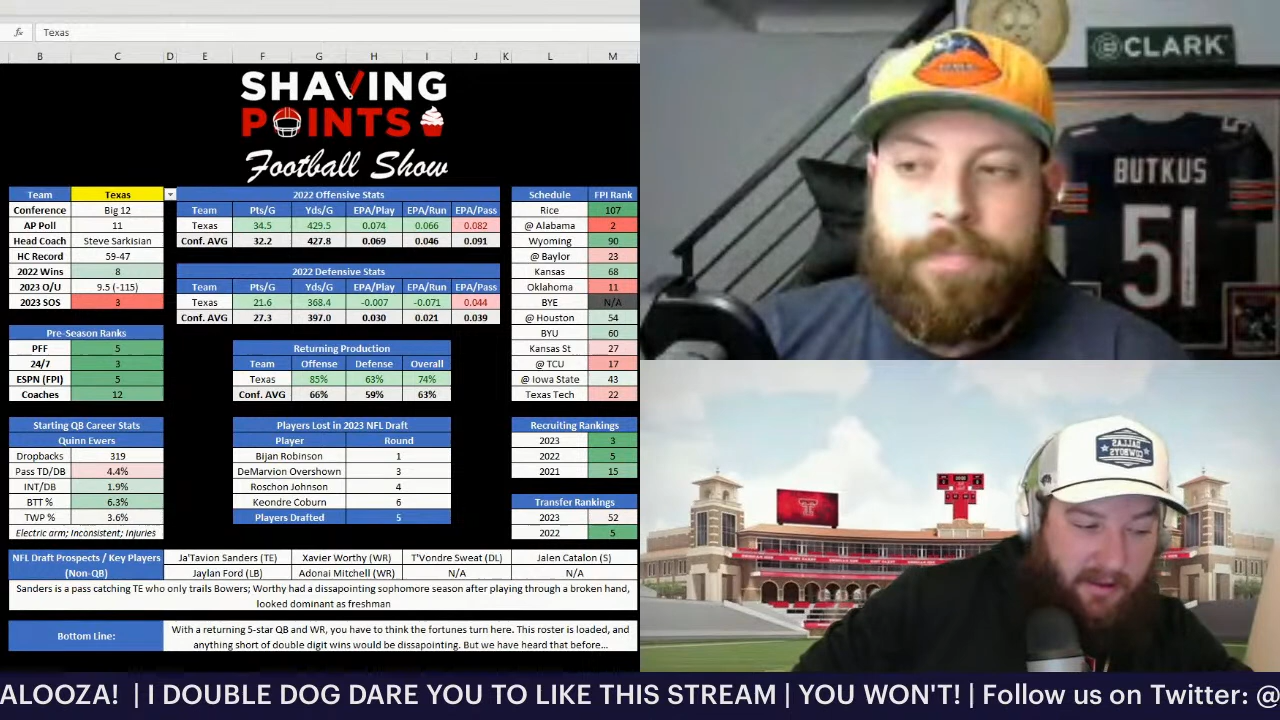 fx Texas
B C D E F G H I J K L M
SHAVING
POINTS
Football Show
Team Texas
Conference Big 12
AP Poll 11
Head Coach Steve Sarkisian
HC Record 59-47
2022 Wins 8
2023 O/U 9.5 (-115)
2023 SOS 3
Pre-Season Ranks
PFF 5
24/7 3
ESPN (FPI) 5
Coaches 12
Starting QB Career Stats
Quinn Ewers
Dropbacks 319
Pass TD/DB 4.4%
INT/DB 1.9%
BTT % 6.3%
TWP % 3.6%
Electric arm; Inconsistent; Injuries
2022 Offensive Stats
Team Pts/G Yds/G EPA/Play EPA/Run EPA/Pass
Texas 34.5 429.5 0.074 0.066 0.082
Conf. AVG 32.2 427.8 0.069 0.046 0.091
2022 Defensive Stats
Team Pts/G Yds/G EPA/Play EPA/Run EPA/Pass
Texas 21.6 368.4 -0.007 -0.071 0.044
Conf. AVG 27.3 397.0 0.030 0.021 0.039
Returning Production
Team Offense Defense Overall
Texas 85% 63% 74%
Conf. AVG 66% 59% 63%
Players Lost in 2023 NFL Draft
Player Round
Bijan Robinson 1
DeMarvion Overshown 3
Roschon Johnson 4
Keondre Coburn 6
Players Drafted 5
Schedule FPI Rank
Rice 107
@ Alabama 2
Wyoming 90
@ Baylor 23
Kansas 68
Oklahoma 11
BYE N/A
@ Houston 54
BYU 60
Kansas St 27
@ TCU 17
@ Iowa State 43
Texas Tech 22
Recruiting Rankings
2023 3
2022 5
2021 15
Transfer Rankings
2023 52
2022 5
NFL Draft Prospects / Key Players
(Non-QB)
Ja'Tavion Sanders (TE) Xavier Worthy (WR) T'Vondre Sweat (DL) Jalen Catalon (S)
Jaylan Ford (LB) Adonai Mitchell (WR) N/A N/A
Sanders is a pass catching TE who only trails Bowers; Worthy had a dissapointing sophomore season after playing through a broken hand,
looked dominant as freshman
Bottom Line:
With a returning 5-star QB and WR, you have to think the fortunes turn here. This roster is loaded, and
anything short of double digit wins would be dissapointing. But we have heard that before...
CLARK
BUTKUS
51
DALLAS
COWBOYS
ALOOZA! | I DOUBLE DOG DARE YOU TO LIKE THIS STREAM | YOU WON'T! | Follow us on Twitter: @